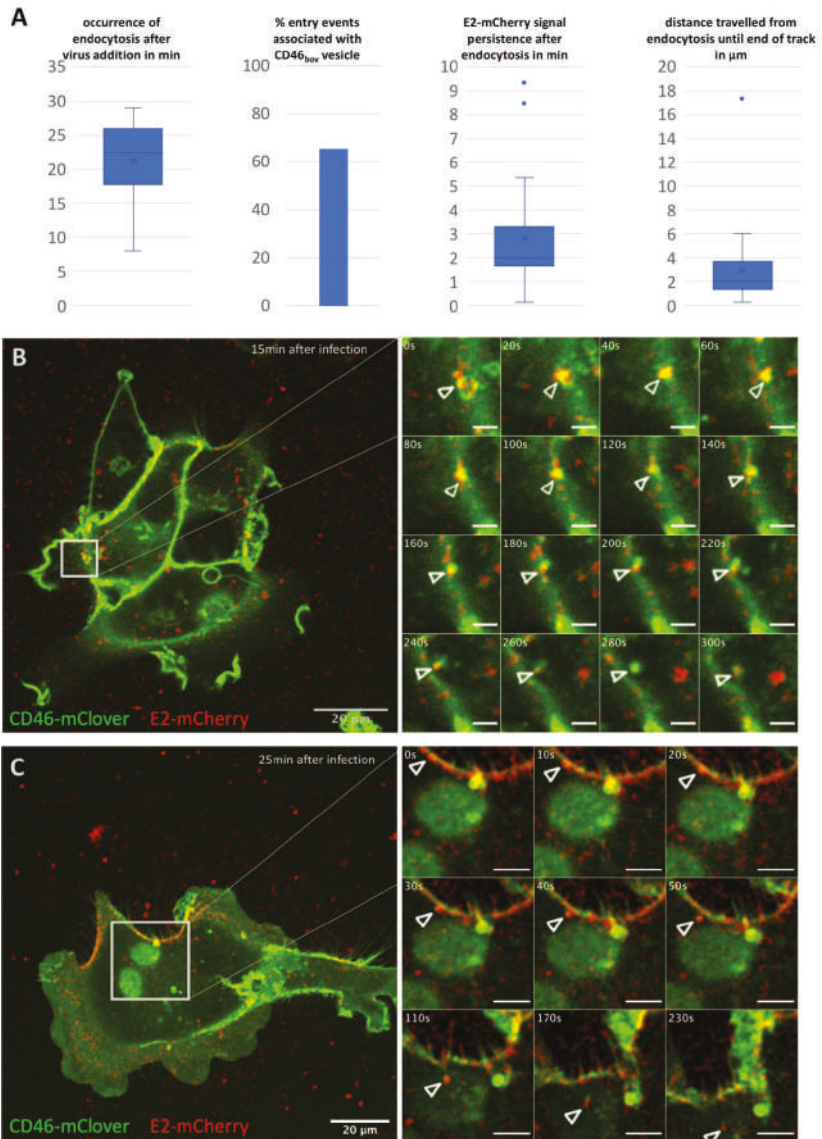 A
occurrence of
endocytosis after
virus addition in min
35
30
25
20
15
10
5
0
% entry events
associated with
CD46bov vesicle
100
80
60
40
20
0
E2-mCherry signal
persistence after
endocytosis in min
10
9
8
7
6
5
4
3
2
1
0
distance travelled from
endocytosis until end of track
in µm
20
18
16
14
12
10
8
6
4
2
0
B
15min after infection
20 µm
CD46-mClover E2-mCherry
0s 20s 40s 60s
80s 100s 120s 140s
160s 180s 200s 220s
240s 260s 280s 300s
C
25min after infection
20 µm
CD46-mClover E2-mCherry
0s 10s 20s
30s 40s 50s
110s 170s 230s